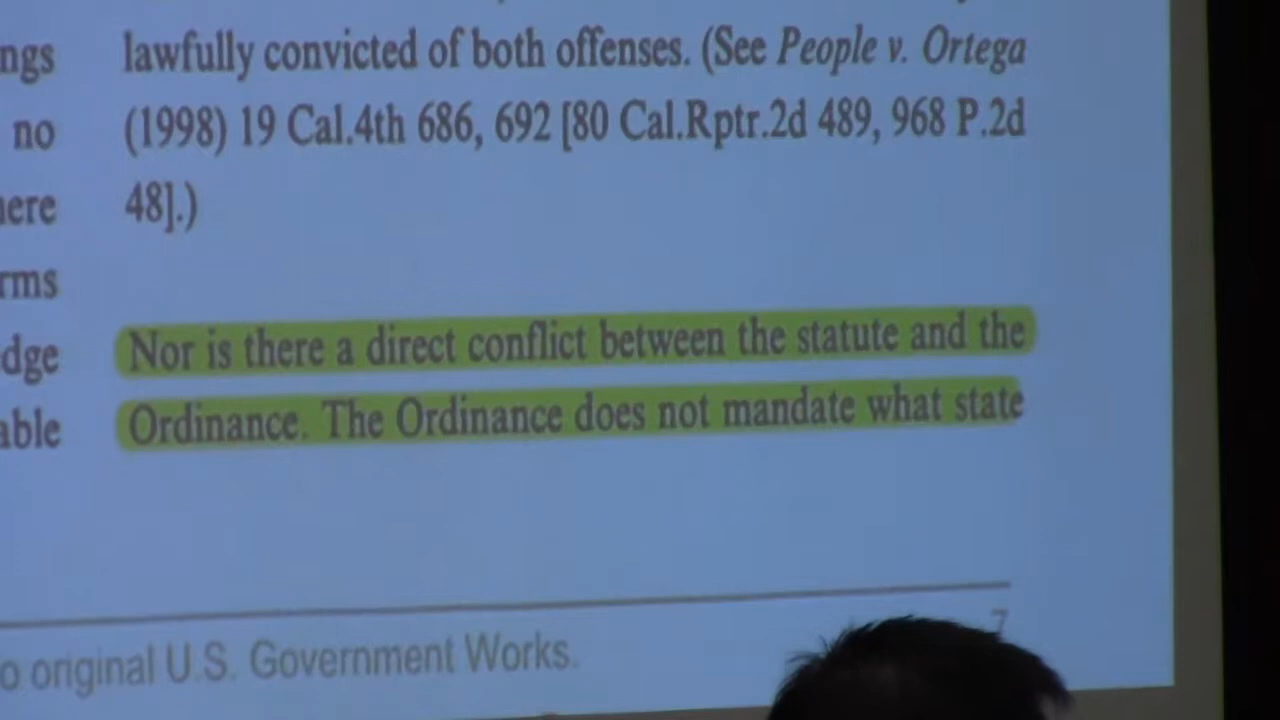 ngs
no
here
rms
dge
able
lawfully convicted of both offenses. (See People v. Ortega
(1998) 19 Cal.4th 686, 692 [80 Cal.Rptr.2d 489, 968 P.2d
48].)
Nor is there a direct conflict between the statute and the
Ordinance. The Ordinance does not mandate what state
o original U.S. Government Works.
7